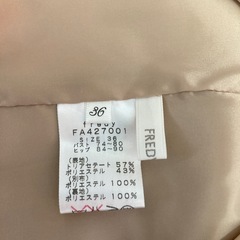 36
fredy
FA427001
SIZE 36
バスト 74~80
ヒップ 84~90
(表地)
トリアセテート 57%
ポリエステル 43%
(別布)
ポリエステル 100%
(裏地)
ポリエステル 100%
FRED